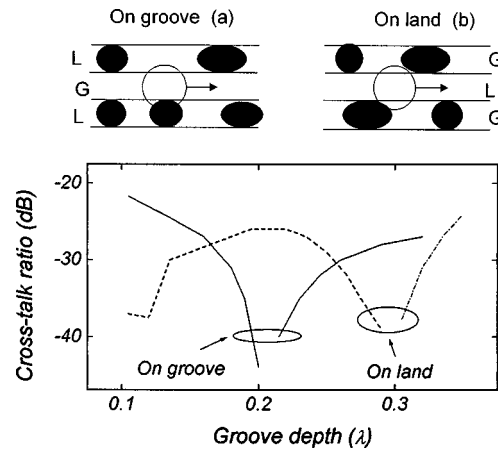 On groove (a)
On land (b)
L
G
L
G
L
G
Cross-talk ratio (dB)
-20
-30
-40
On groove
On land
0.1
0.2
0.3
Groove depth (λ)